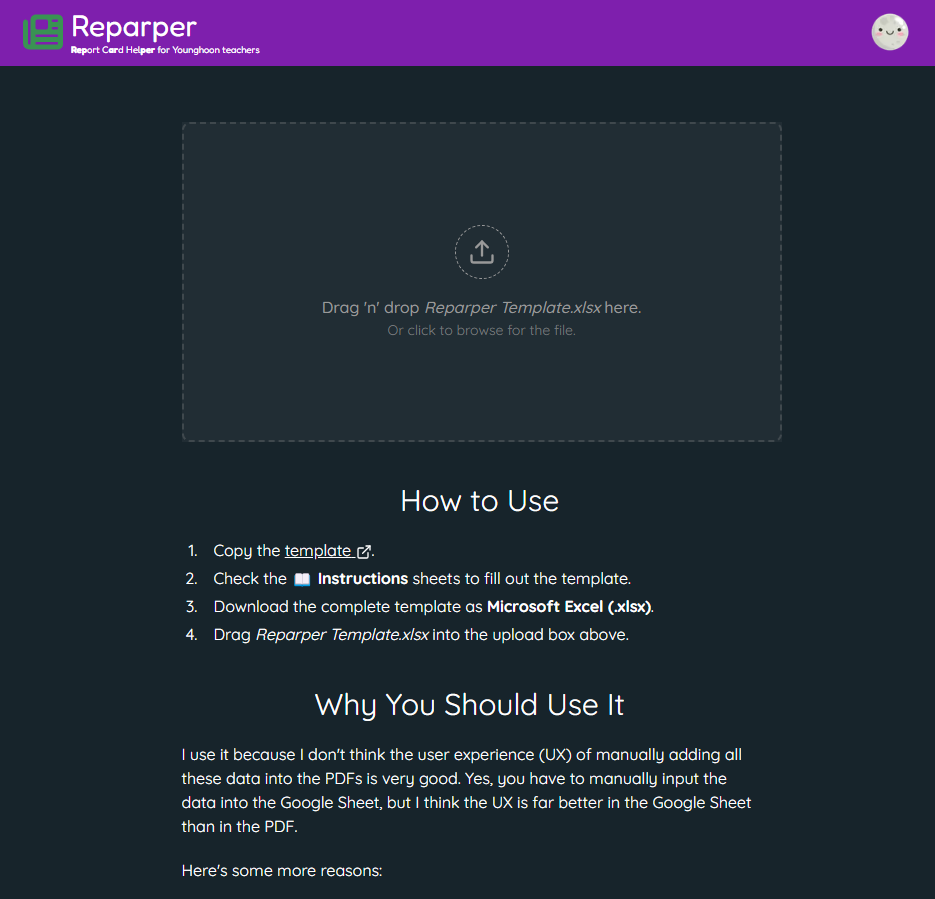 Reparper
Report Card Helper for Younghoon teachers
Drag 'n' drop Reparper Template.xlsx here.
Or click to browse for the file.
How to Use
1. Copy the template.
2. Check the 📖 Instructions sheets to fill out the template.
3. Download the complete template as Microsoft Excel (.xlsx).
4. Drag Reparper Template.xlsx into the upload box above.
Why You Should Use It
I use it because I don't think the user experience (UX) of manually adding all
these data into the PDFs is very good. Yes, you have to manually input the
data into the Google Sheet, but I think the UX is far better in the Google Sheet
than in the PDF.
Here's some more reasons: